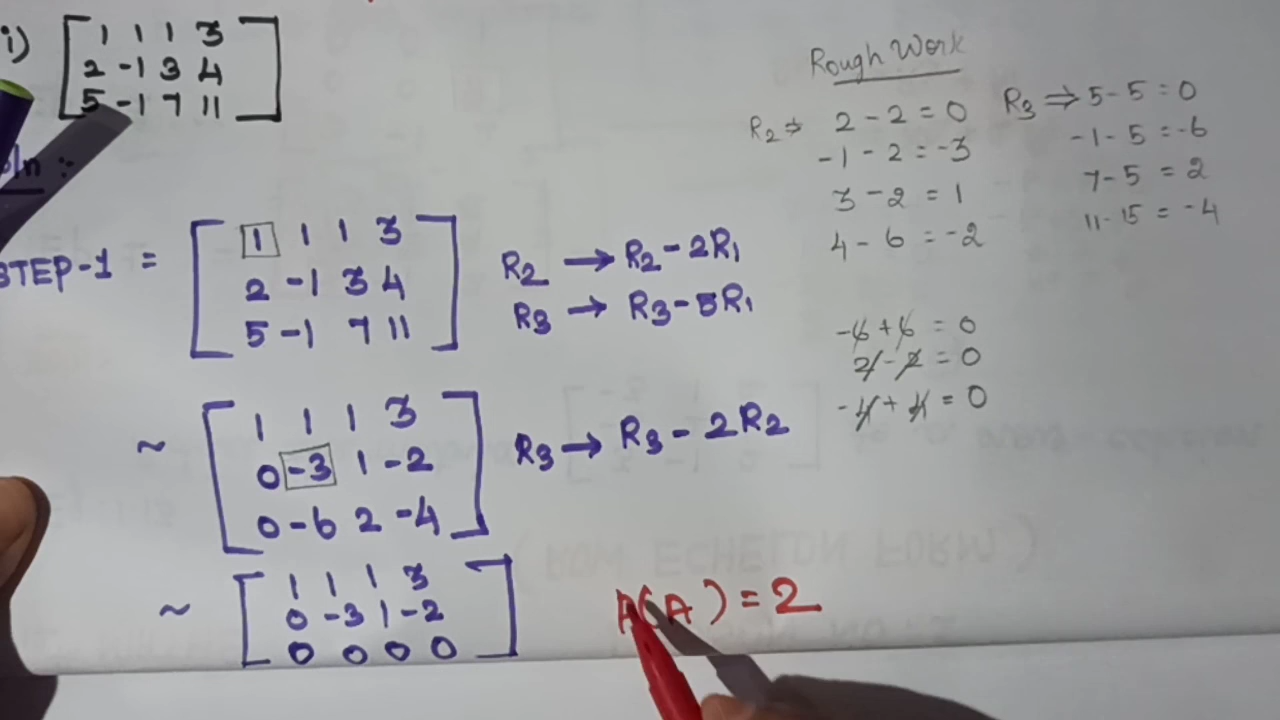 i) [ 1 1 1 3
2 -1 3 4
5 -1 7 11 ]
Rough Work
R2 ⇒ 2 - 2 = 0
-1 - 2 = -3
3 - 2 = 1
4 - 6 = -2
R3 ⇒ 5 - 5 = 0
-1 - 5 = -6
7 - 5 = 2
11 - 15 = -4
oln :-
STEP-1 = [ 1 1 1 3
2 -1 3 4
5 -1 7 11 ]
R2 → R2 - 2R1
R3 → R3 - 5R1
-6 + 6 = 0
2 - 2 = 0
-4 + 4 = 0
~ [ 1 1 1 3
0 -3 1 -2
0 -6 2 -4 ]
R3 → R3 - 2R2
~ [ 1 1 1 3
0 -3 1 -2
0 0 0 0 ]
(A) = 2